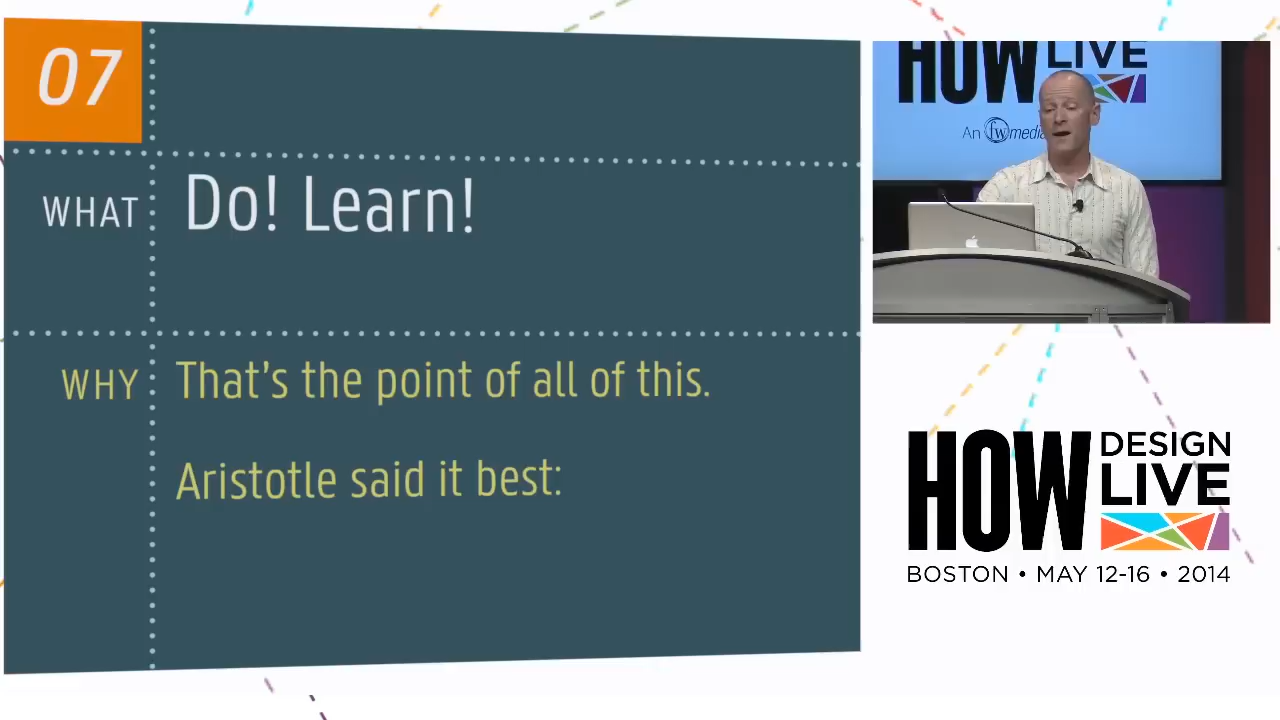 07
WHAT
Do! Learn!
WHY
That's the point of all of this.
Aristotle said it best:
HOW
LIVE
An fw media
HOW
DESIGN
LIVE
BOSTON • MAY 12-16 • 2014